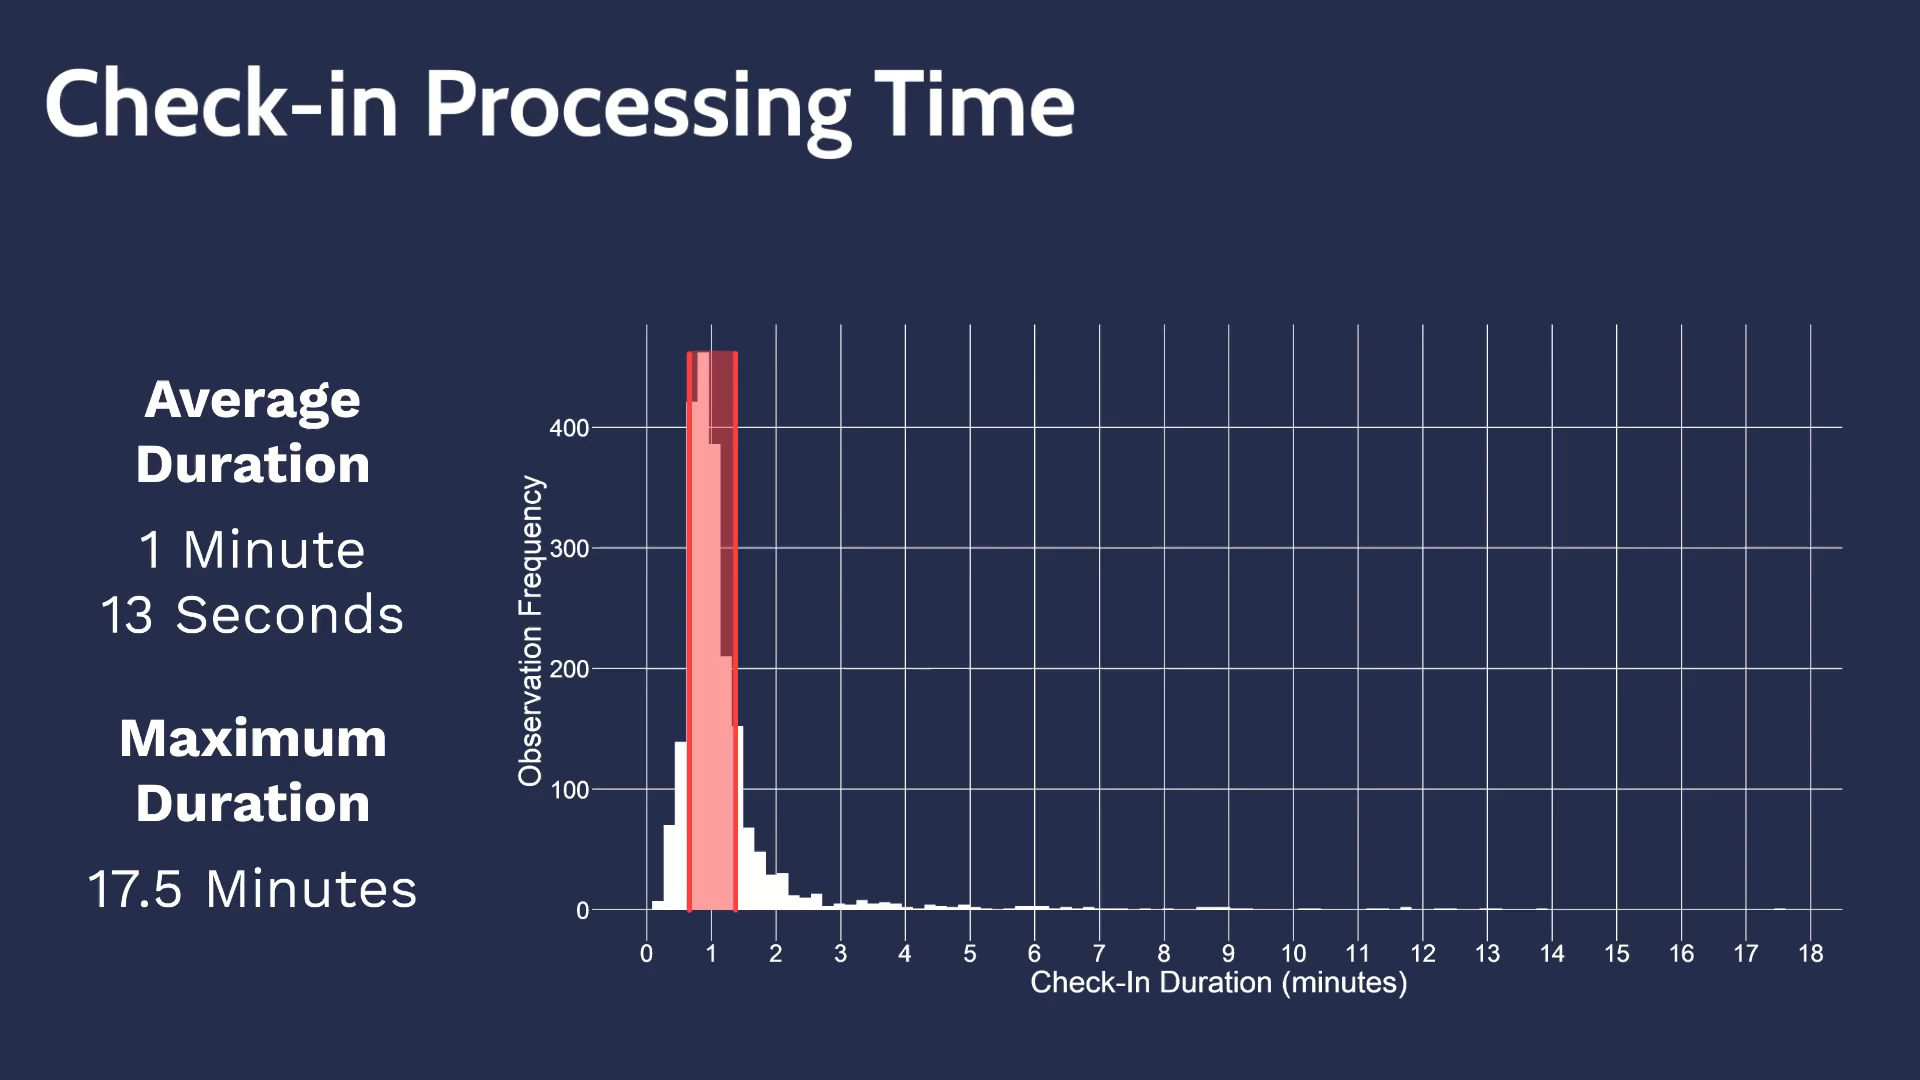 Check-in Processing Time
Average
Duration
1 Minute
13 Seconds
Maximum
Duration
17.5 Minutes
Observation Frequency
400
300
200
100
0
0 1 2 3 4 5 6 7 8 9 10 11 12 13 14 15 16 17 18
Check-In Duration (minutes)